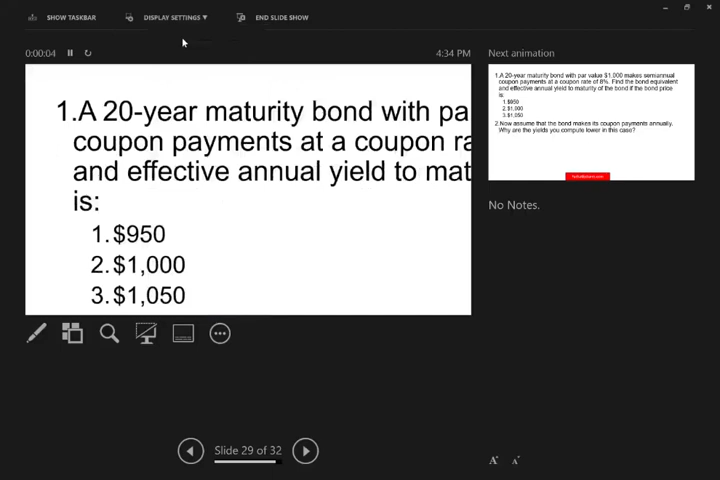 SHOW TASKBAR
DISPLAY SETTINGS ▼
END SLIDE SHOW
0:00:04
4:34 PM
1.A 20-year maturity bond with pa
coupon payments at a coupon ra
and effective annual yield to mat
is:
1.$950
2.$1,000
3.$1,050
Next animation
1.A 20-year maturity bond with par value $1,000 makes semiannual
coupon payments at a coupon rate of 8%. Find the bond equivalent
and effective annual yield to maturity of the bond if the bond price
is:
1.$950
2.$1,000
3.$1,050
2.Now assume that the bond makes its coupon payments annually.
Why are the yields you compute lower in this case?
No Notes.
Slide 29 of 32
A
A